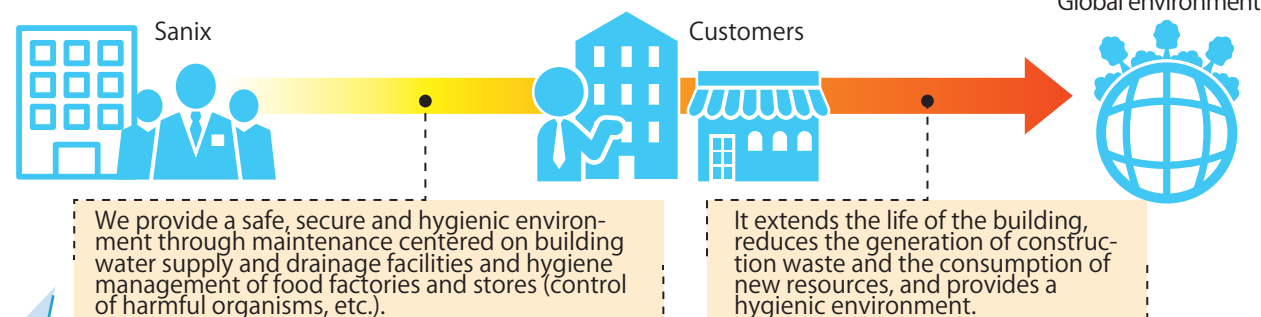 Global environment
Sanix
Customers
We provide a safe, secure and hygienic environ-
ment through maintenance centered on building
water supply and drainage facilities and hygiene
management of food factories and stores (control
of harmful organisms, etc.).
It extends the life of the building,
reduces the generation of construc-
tion waste and the consumption of
new resources, and provides a
hygienic environment.